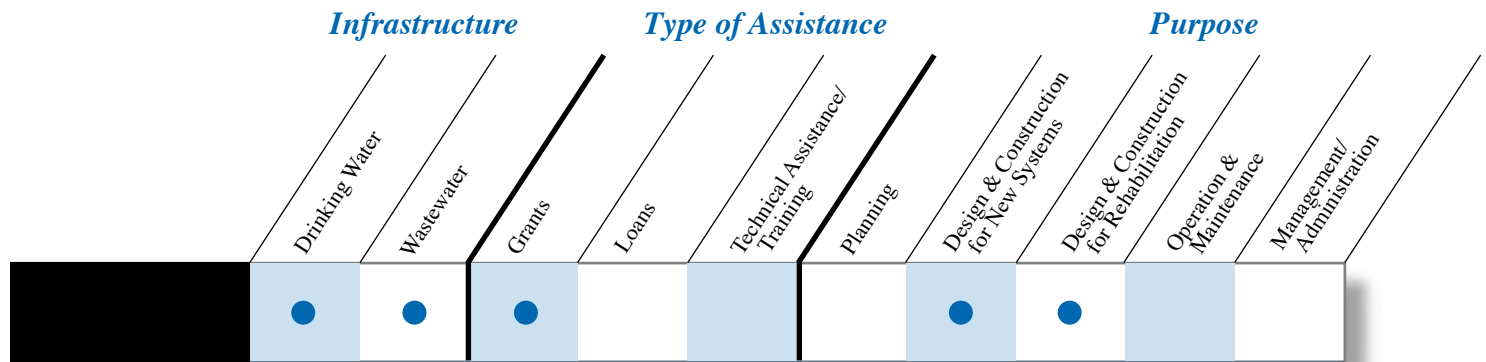 Infrastructure
Type of Assistance
Purpose
Drinking Water
Wastewater
Grants
Loans
Technical Assistance/
Training
Planning
Design & Construction
for New Systems
Design & Construction
for Rehabilitation
Operation &
Maintenance
Management/
Administration